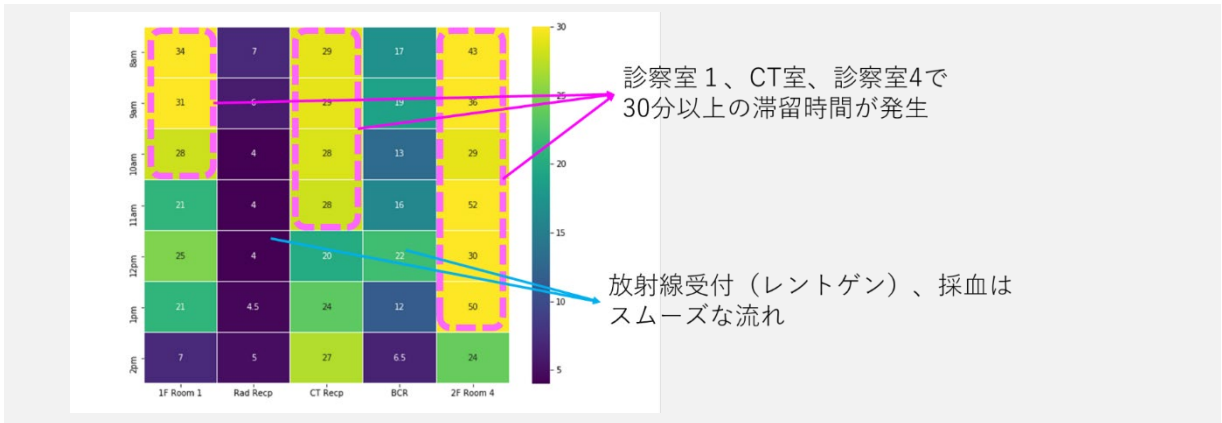 8am 34 7 29 17 43
9am 31 6 29 19 36
10am 28 4 28 13 29
11am 21 4 28 16 52
12pm 25 4 20 22 30
1pm 21 4.5 24 12 50
2pm 7 5 27 6.5 24
1F Room 1 Rad Recp CT Recp BCR 2F Room 4
30
25
20
15
10
5
診察室１、CT室、診察室4で
30分以上の滞留時間が発生
放射線受付（レントゲン）、採血は
スムーズな流れ